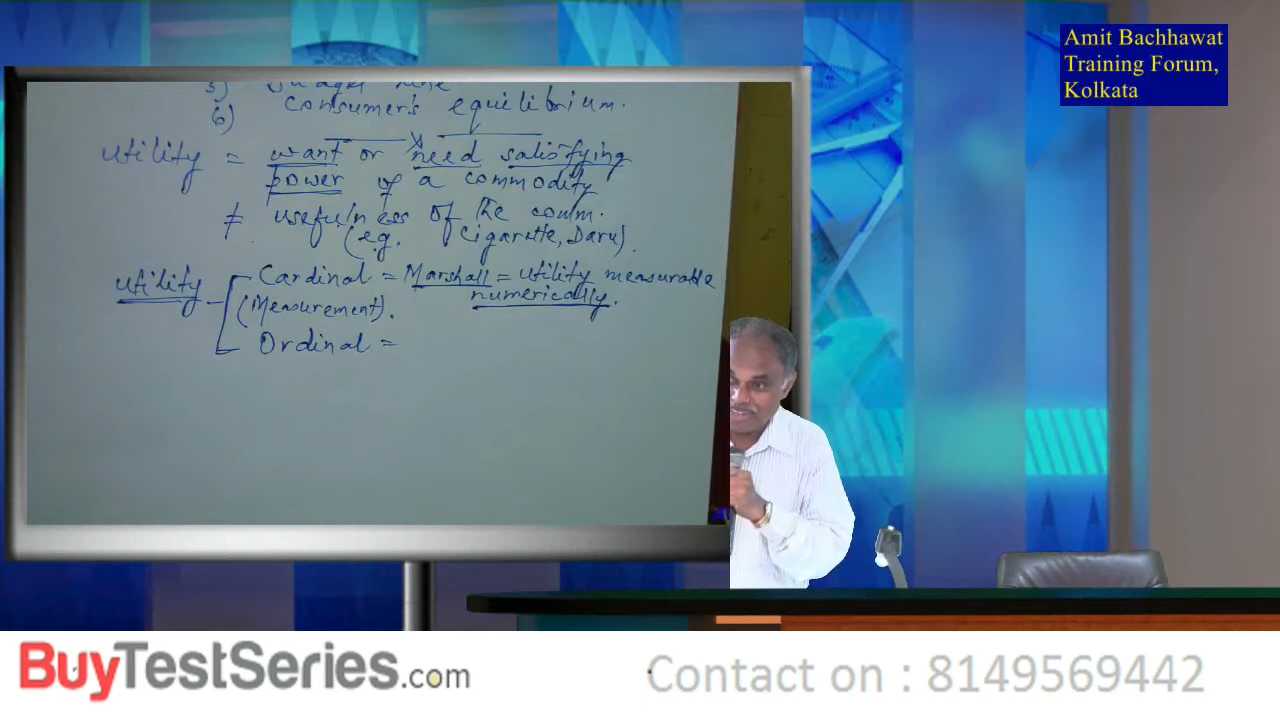 Amit Bachhawat
Training Forum,
Kolkata
6) Consumer's equilibrium.
utility = want or need satisfying
power of a commodity
≠ usefulness of the comm.
(eg. Cigarette, Daru).
utility Cardinal = Marshall = utility measurable
(Measurement). numerically.
Ordinal =
BuyTestSeries.com
Contact on : 8149569442